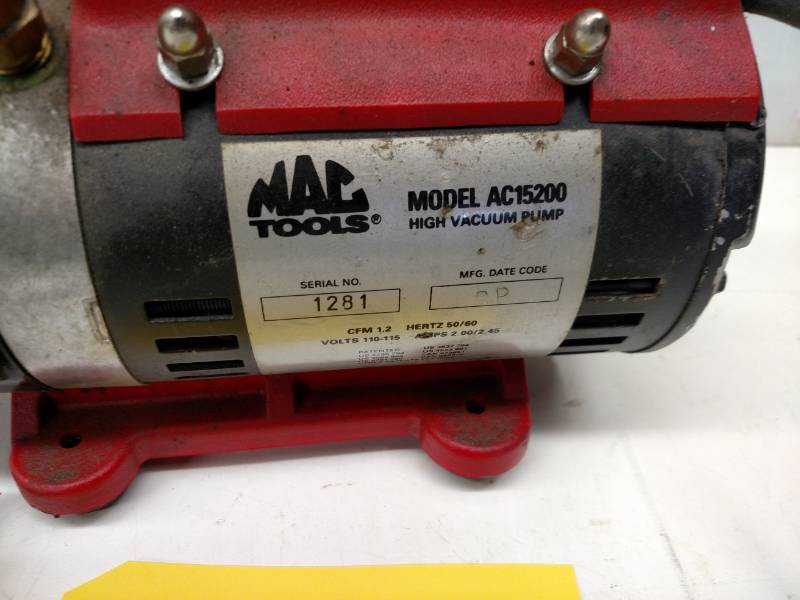 MAC
TOOLS®
MODEL AC15200
HIGH VACUUM PUMP
SERIAL NO.
1281
MFG. DATE CODE
CFM 1.2 HERTZ 50/60
VOLTS 110-115 AMPS 2.00/2.45
PATENTED